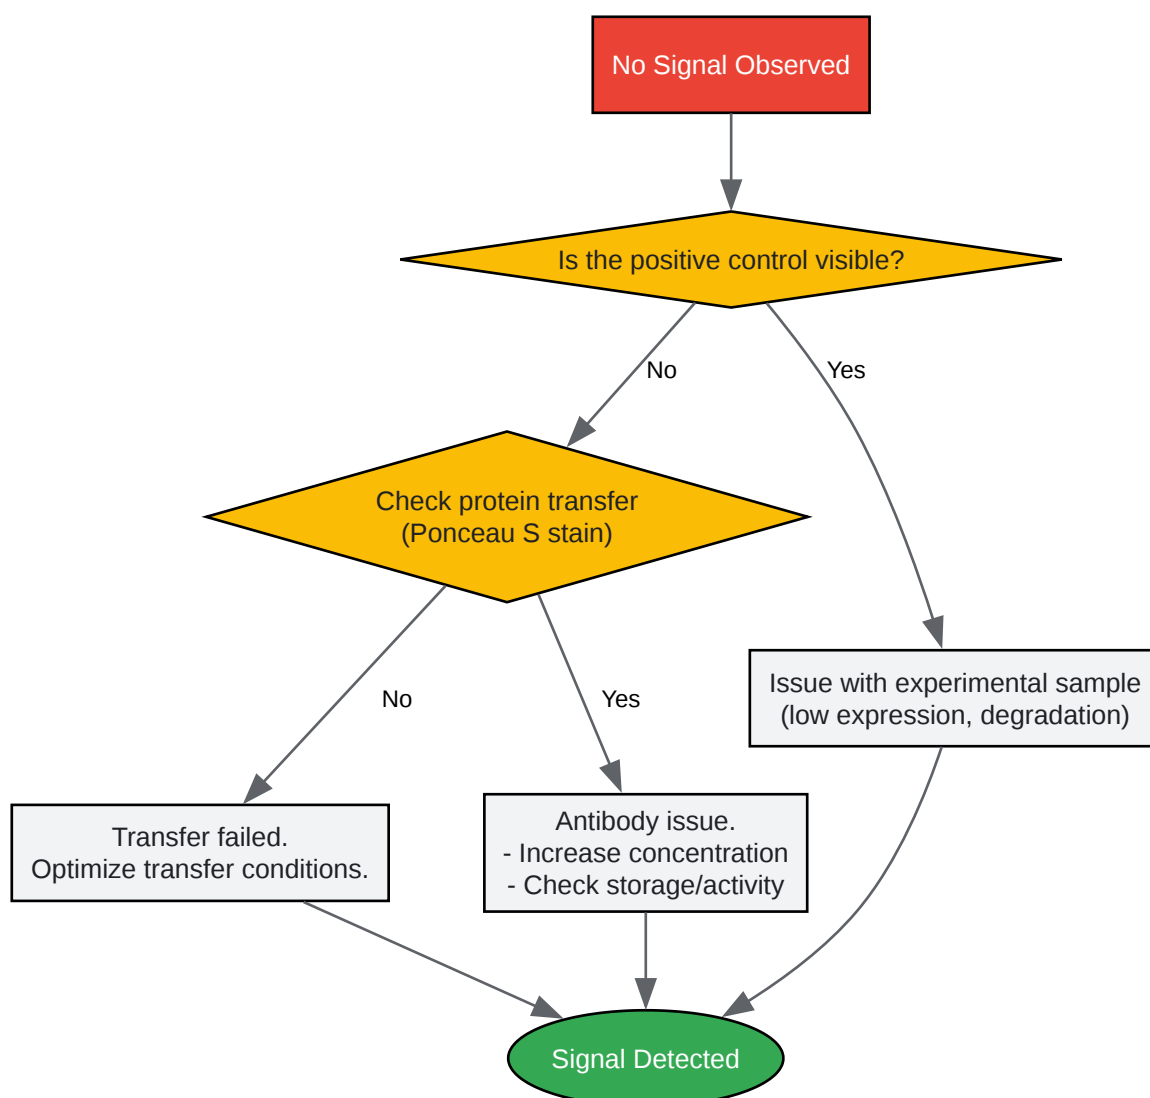 No Signal Observed
Is the positive control visible?
No
Yes
Check protein transfer
(Ponceau S stain)
No
Yes
Issue with experimental sample
(low expression, degradation)
Transfer failed.
Optimize transfer conditions.
Antibody issue.
- Increase concentration
- Check storage/activity
Signal Detected